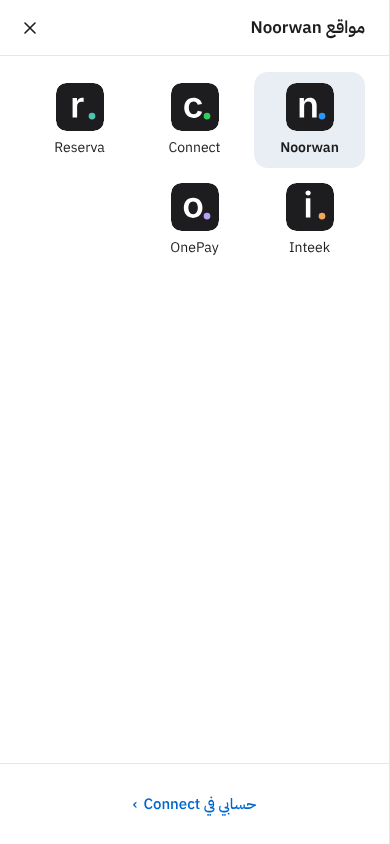 مواقع Noorwan
n.
Noorwan
c.
Connect
r.
Reserva
i.
Inteek
o.
OnePay
حسابي في Connect ›